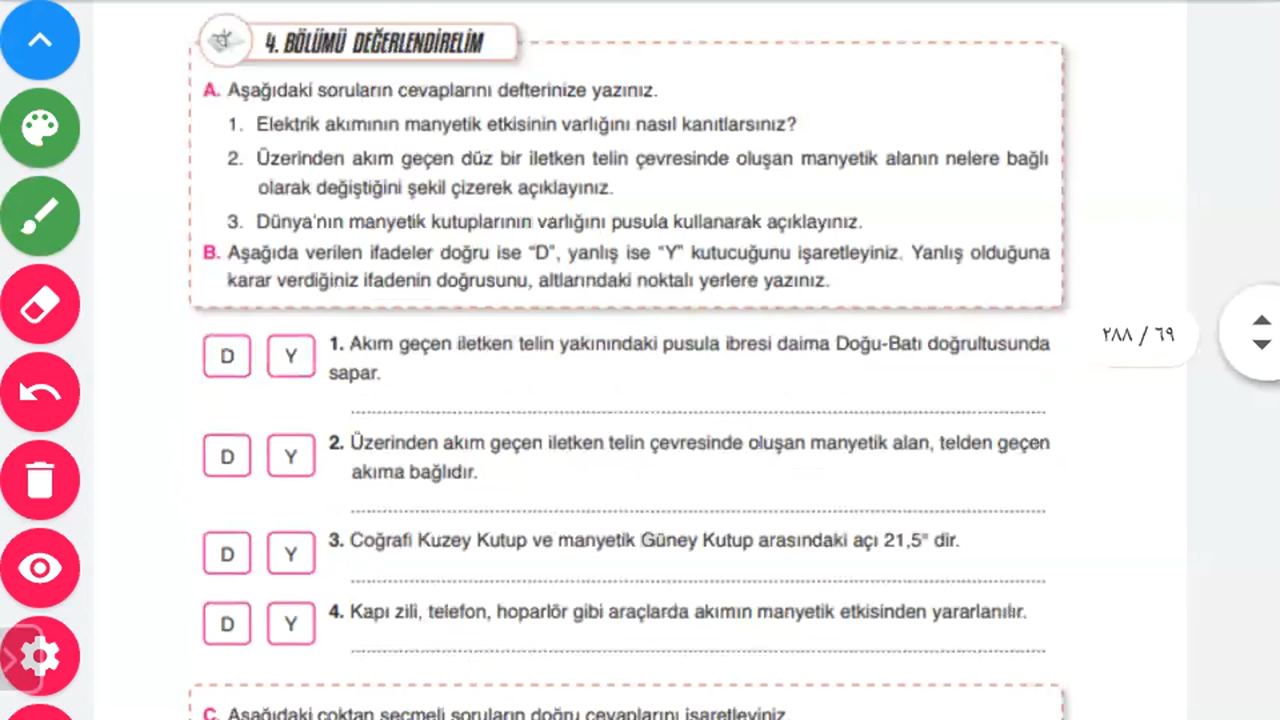 4. BÖLÜMÜ DEĞERLENDİRELİM
A. Aşağıdaki soruların cevaplarını defterinize yazınız.
1. Elektrik akımının manyetik etkisinin varlığını nasıl kanıtlarsınız?
2. Üzerinden akım geçen düz bir iletken telin çevresinde oluşan manyetik alanın nelere bağlı
olarak değiştiğini şekil çizerek açıklayınız.
3. Dünya'nın manyetik kutuplarının varlığını pusula kullanarak açıklayınız.
B. Aşağıda verilen ifadeler doğru ise "D", yanlış ise "Y" kutucuğunu işaretleyiniz. Yanlış olduğuna
karar verdiğiniz ifadenin doğrusunu, altlarındaki noktalı yerlere yazınız.
D Y 1. Akım geçen iletken telin yakınındaki pusula ibresi daima Doğu-Batı doğrultusunda
sapar.
٢٨٨ / ٦٩
D Y 2. Üzerinden akım geçen iletken telin çevresinde oluşan manyetik alan, telden geçen
akıma bağlıdır.
D Y 3. Coğrafi Kuzey Kutup ve manyetik Güney Kutup arasındaki açı 21,5° dir.
D Y 4. Kapı zili, telefon, hoparlör gibi araçlarda akımın manyetik etkisinden yararlanılır.
C. Aşağıdaki çoktan seçmeli soruların doğru cevaplarını işaretleyiniz.